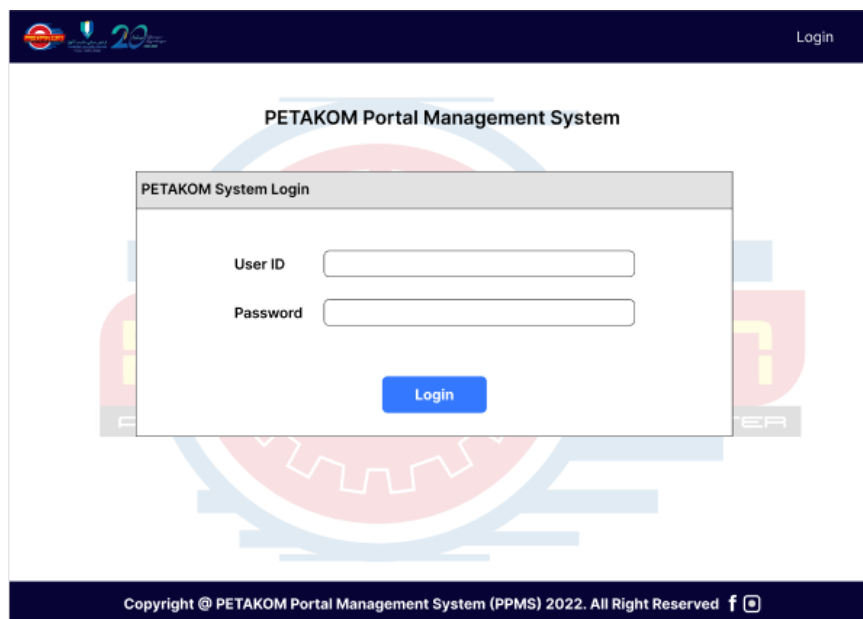 Login
20
PETAKOM Portal Management System
PETAKOM System Login
User ID
Password
Login
Copyright @ PETAKOM Portal Management System (PPMS) 2022. All Right Reserved